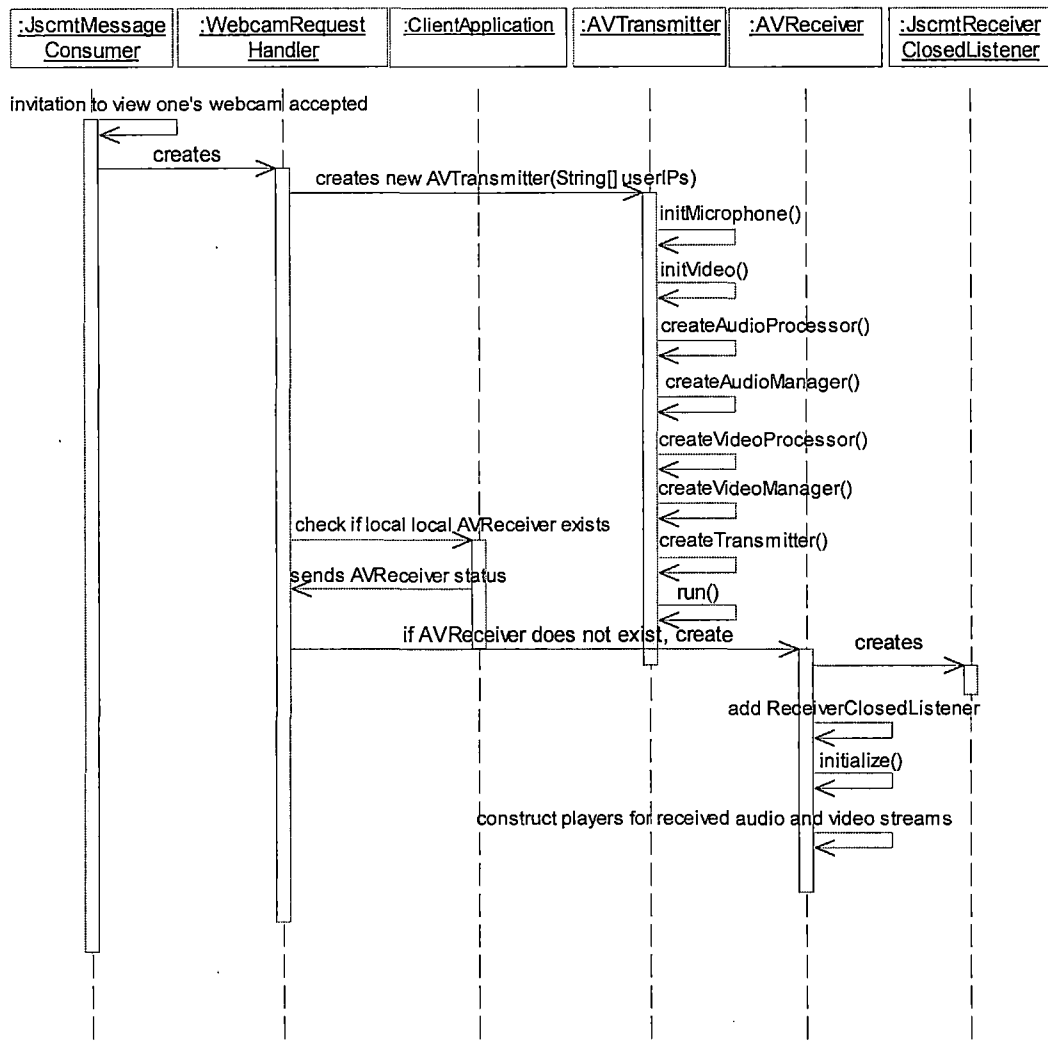 :JscmtMessage
Consumer
:WebcamRequest
Handler
:ClientApplication
:AVTransmitter
:AVReceiver
:JscmtReceiver
ClosedListener
invitation to view one's webcam accepted
creates
creates new AVTransmitter(String[] userIPs)
initMicrophone()
initVideo()
createAudioProcessor()
createAudioManager()
createVideoProcessor()
createVideoManager()
check if local local AVReceiver exists
createTransmitter()
sends AVReceiver status
run()
if AVReceiver does not exist, create
creates
add ReceiverClosedListener
initialize()
construct players for received audio and video streams